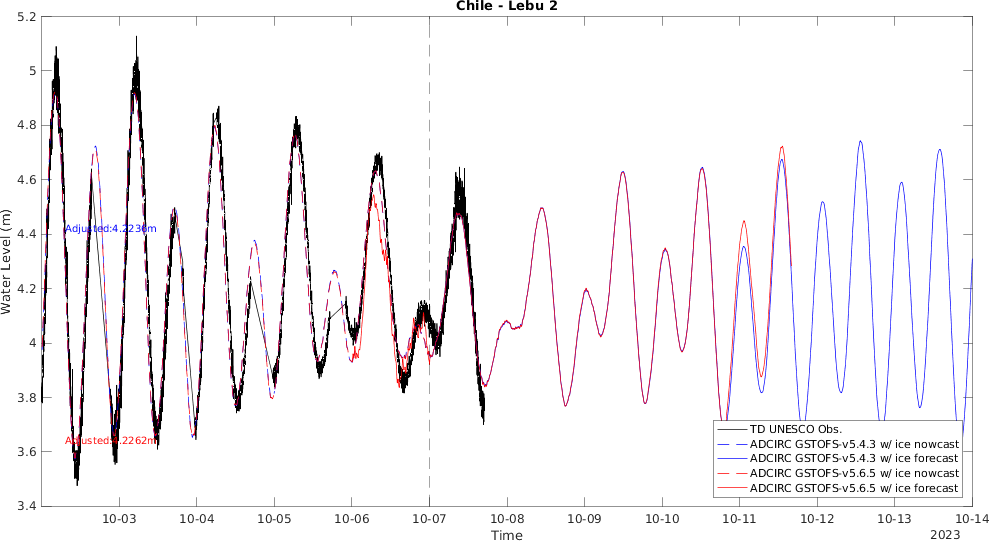 Chile - Lebu 2
Water Level (m)
5.2
5
4.8
4.6
4.4
4.2
4
3.8
3.6
3.4
Adjusted:4.2236m
Adjusted:4.2262m
TD UNESCO Obs.
ADCIRC GSTOFS-v5.4.3 w/ ice nowcast
ADCIRC GSTOFS-v5.4.3 w/ ice forecast
ADCIRC GSTOFS-v5.6.5 w/ ice nowcast
ADCIRC GSTOFS-v5.6.5 w/ ice forecast
10-03 10-04 10-05 10-06 10-07 10-08 10-09 10-10 10-11 10-12 10-13 10-14
Time
2023